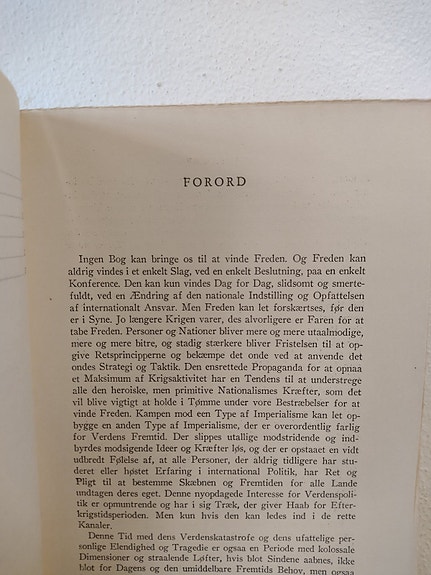 FORORD
Ingen Bog kan bringe os til at vinde Freden. Og Freden kan
aldrig vindes i et enkelt Slag, ved en enkelt Beslutning, paa en enkelt
Konference. Den kan kun vindes Dag for Dag, slidsomt og smerte-
fuldt, ved en Ændring af den nationale Indstilling og Opfattelsen
af internationalt Ansvar. Men Freden kan let forskærtses, før den
er i Syne. Jo længere Krigen varer, des alvorligere er Faren for at
tabe Freden. Personer og Nationer bliver mere og mere utaalmodige,
mere og mere bitre, og stadig stærkere bliver Fristelsen til at op-
give Retsprincipperne og bekæmpe det onde ved at anvende det
ondes Strategi og Taktik. Den ensrettede Propaganda for at opnaa
et Maksimum af Krigsaktivitet har en Tendens til at understrege
alle den heroiske, men primitive Nationalismes Kræfter, som det
vil blive vigtigt at holde i Tømme under vore Bestræbelser for at
vinde Freden. Kampen mod een Type af Imperialisme kan let op-
bygge en anden Type af Imperialisme, der er overordentlig farlig
for Verdens Fremtid. Der slippes utallige modstridende og ind-
byrdes modsigende Ideer og Kræfter løs, og der er opstaaet en vidt
udbredt Følelse af, at alle Personer, der aldrig tidligere har stu-
deret eller høstet Erfaring i international Politik, har Ret og
Pligt til at bestemme Skæbnen og Fremtiden for alle Lande
undtagen deres eget. Denne nyopdagede Interesse for Verdenspoli-
tik er opmuntrende og har i sig Træk, der giver Haab for Efter-
krigstidsperioden. Men kun hvis den kan ledes ind i de rette
Kanaler.
Denne Tid med dens Verdenskatastrofe og dens ufattelige per-
sonlige Elendighed og Tragedie er ogsaa en Periode med kolossale
Dimensioner og straalende Løfter, hvis blot Sindene aabnes, ikke
blot for Dagens og den umiddelbare Fremtids Behov, men ogsaa